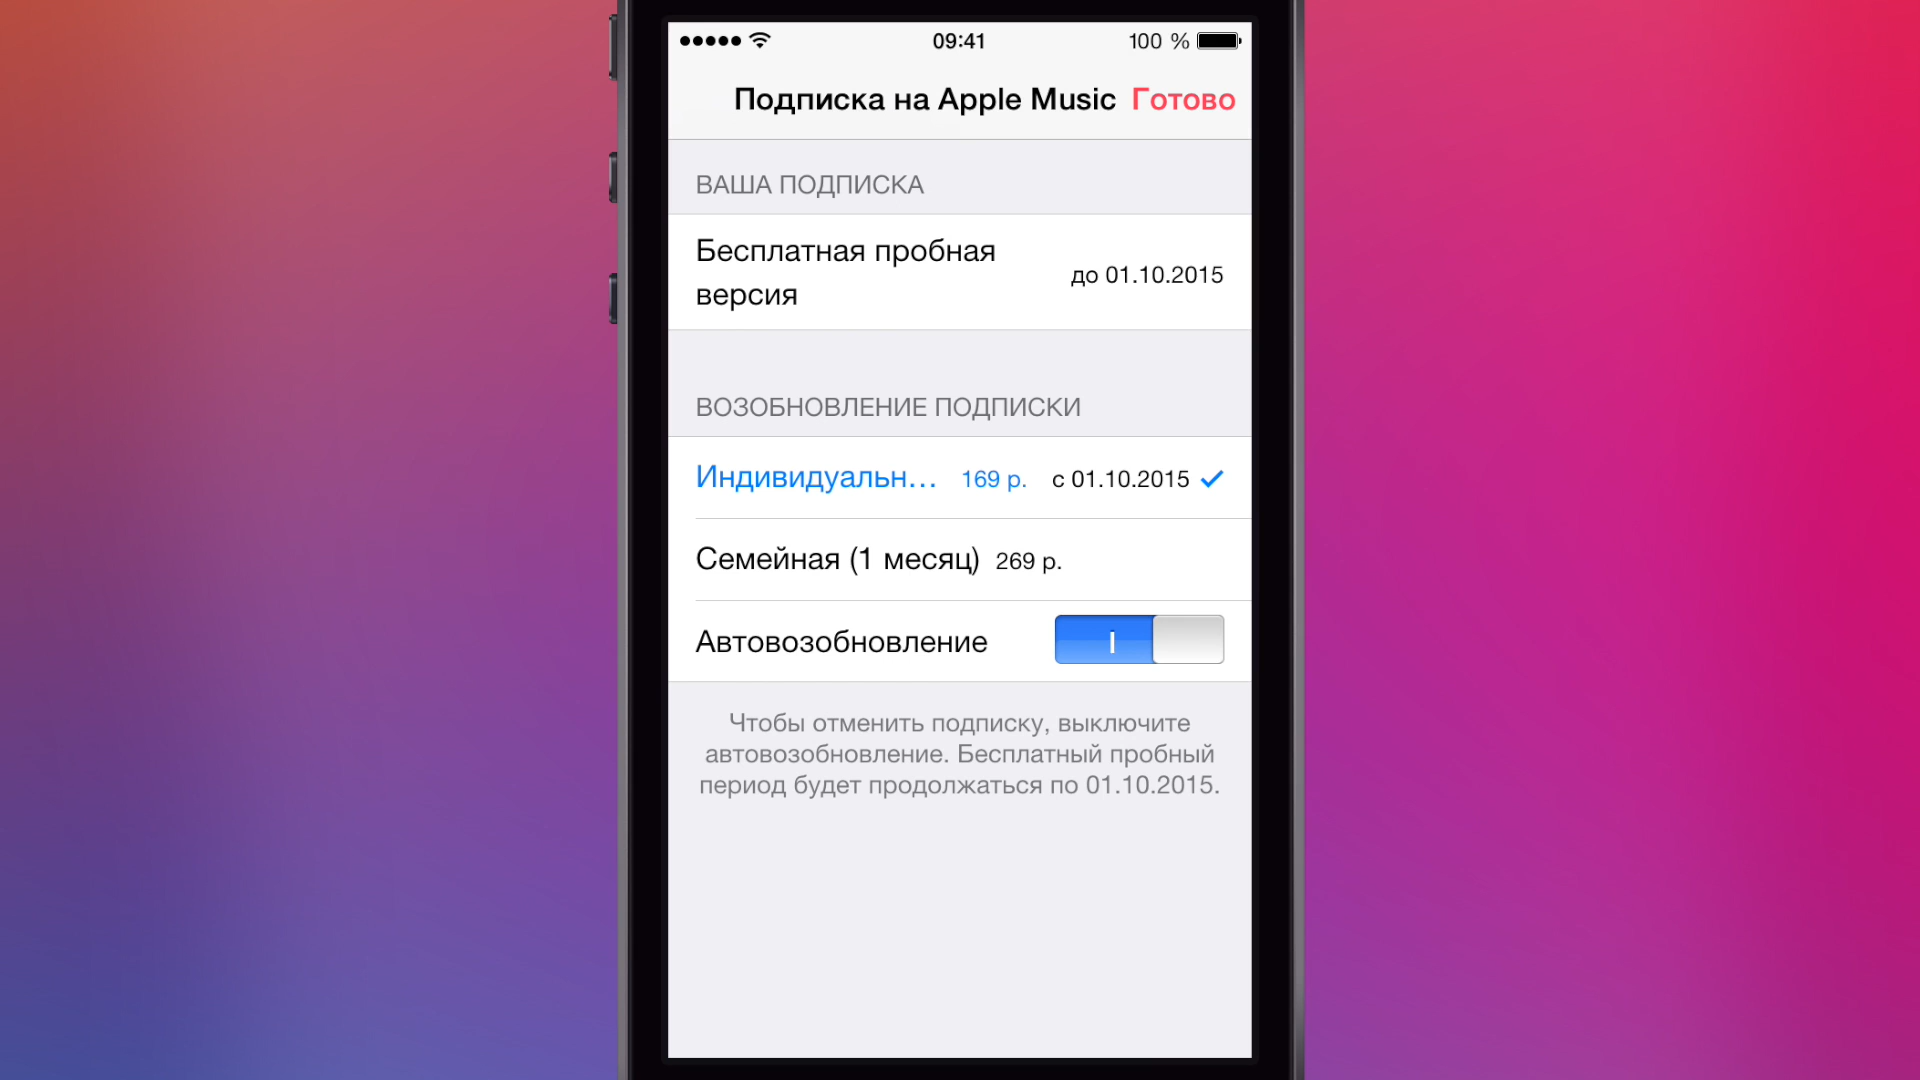 09:41
100 %
Подписка на Apple Music Готово
ВАША ПОДПИСКА
Бесплатная пробная
версия
до 01.10.2015
ВОЗОБНОВЛЕНИЕ ПОДПИСКИ
Индивидуальн... 169 р. с 01.10.2015
Семейная (1 месяц) 269 р.
Автовозобновление
Чтобы отменить подписку, выключите
автовозобновление. Бесплатный пробный
период будет продолжаться по 01.10.2015.